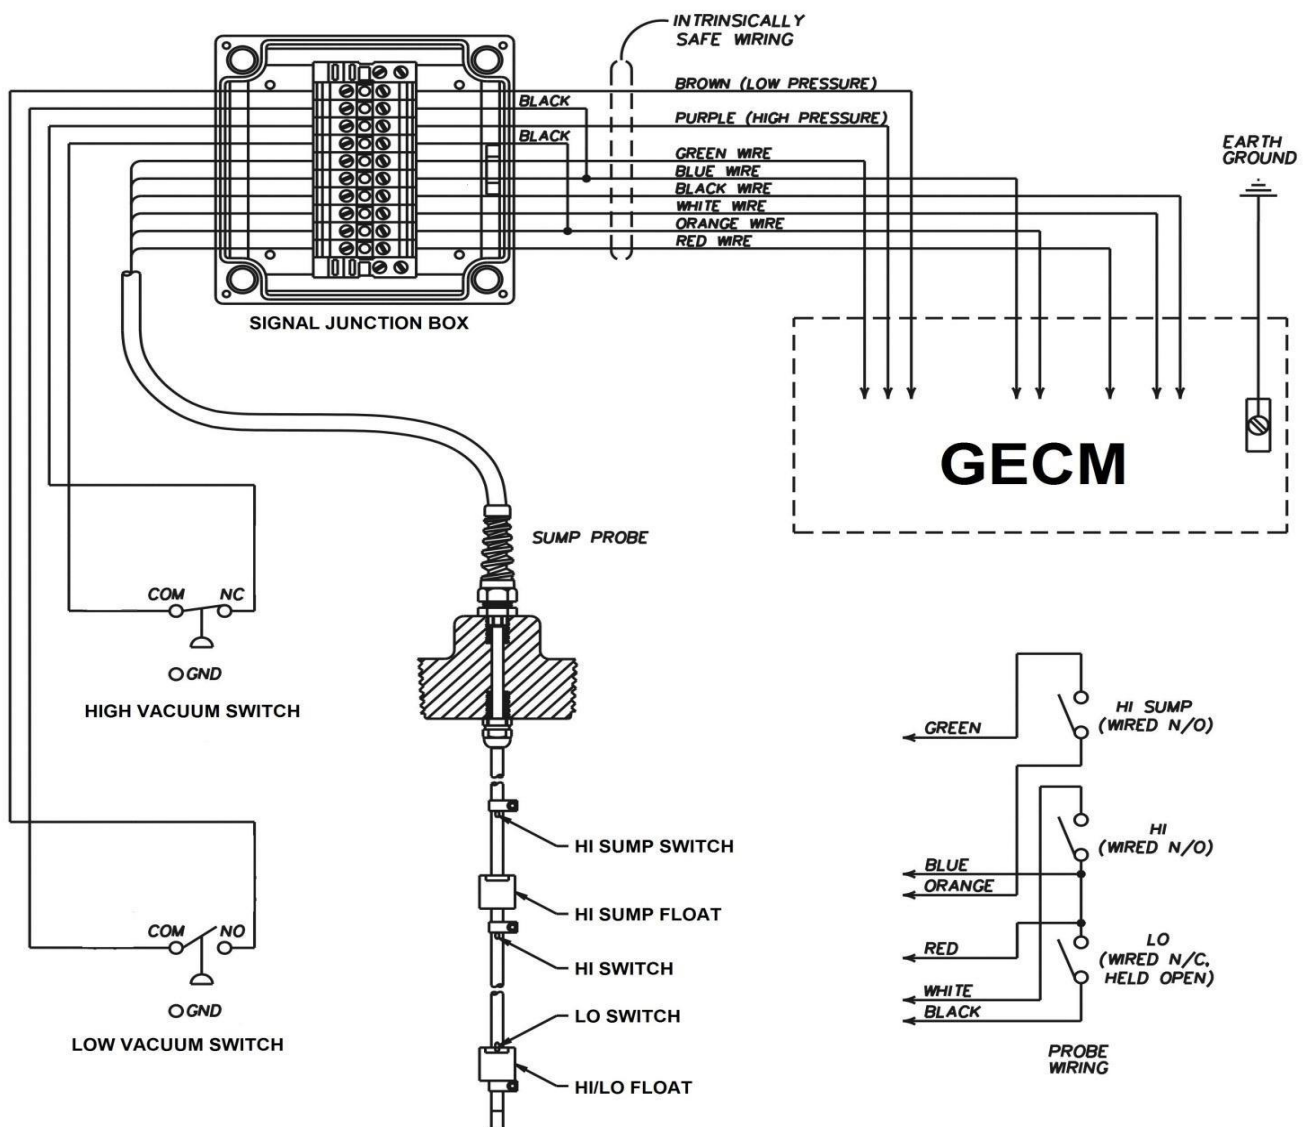 INTRINSICALLY
SAFE WIRING
BROWN (LOW PRESSURE)
BLACK
PURPLE (HIGH PRESSURE)
BLACK
GREEN WIRE
BLUE WIRE
BLACK WIRE
WHITE WIRE
ORANGE WIRE
RED WIRE
EARTH
GROUND
SIGNAL JUNCTION BOX
GECM
SUMP PROBE
COM NC
GND
HIGH VACUUM SWITCH
HI SUMP
(WIRED N/O)
GREEN
HI
(WIRED N/O)
BLUE
ORANGE
RED
LO
(WIRED N/C,
HELD OPEN)
WHITE
BLACK
PROBE
WIRING
HI SUMP SWITCH
HI SUMP FLOAT
HI SWITCH
LO SWITCH
HI/LO FLOAT
COM NO
GND
LOW VACUUM SWITCH